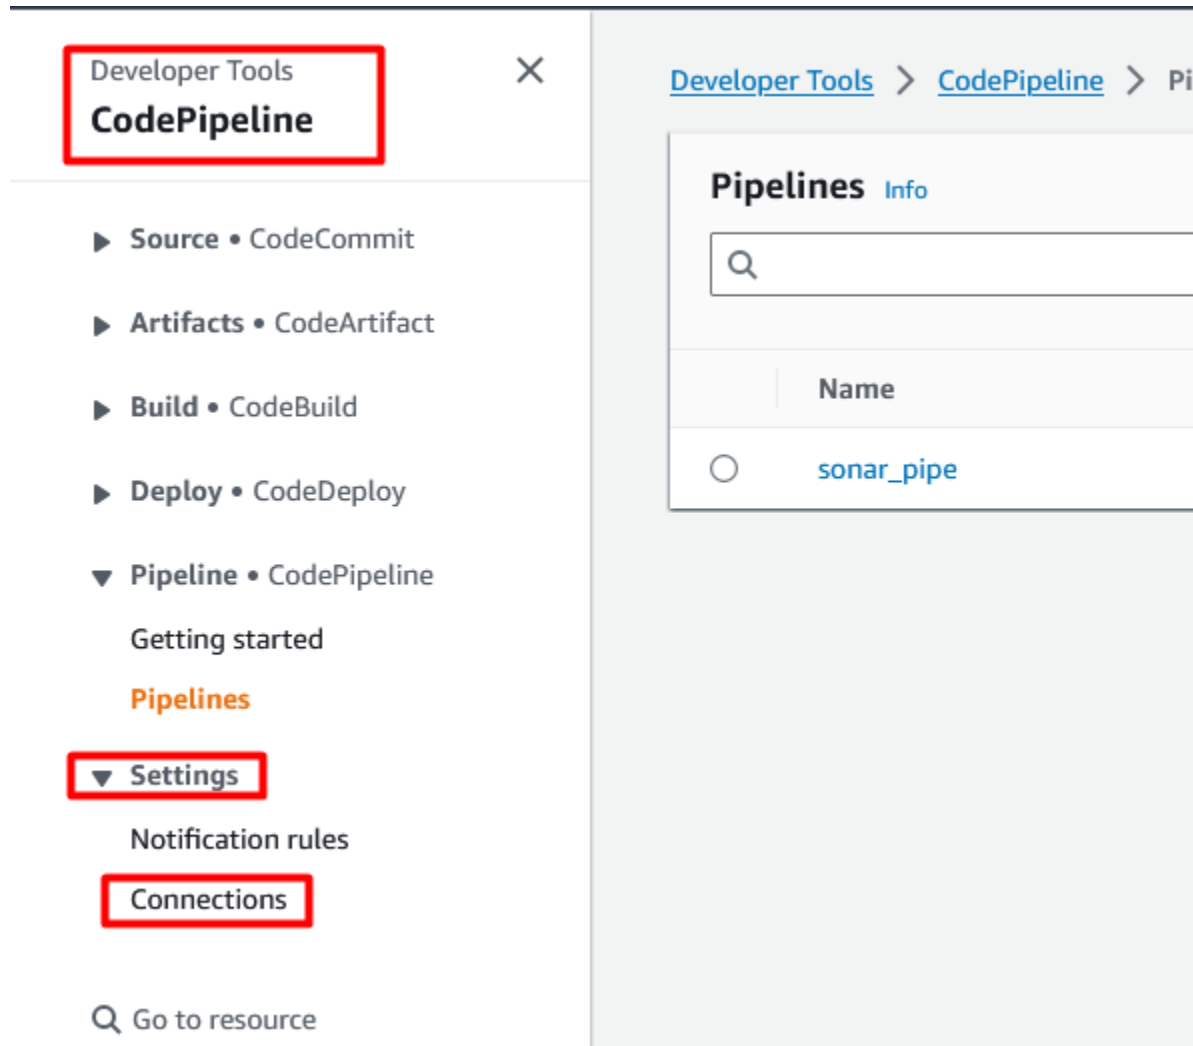 Developer Tools
CodePipeline
Source • CodeCommit
Artifacts • CodeArtifact
Build • CodeBuild
Deploy • CodeDeploy
Pipeline • CodePipeline
Getting started
Pipelines
Settings
Notification rules
Connections
Go to resource
Developer Tools > CodePipeline > Pi
Pipelines Info
Name
sonar_pipe